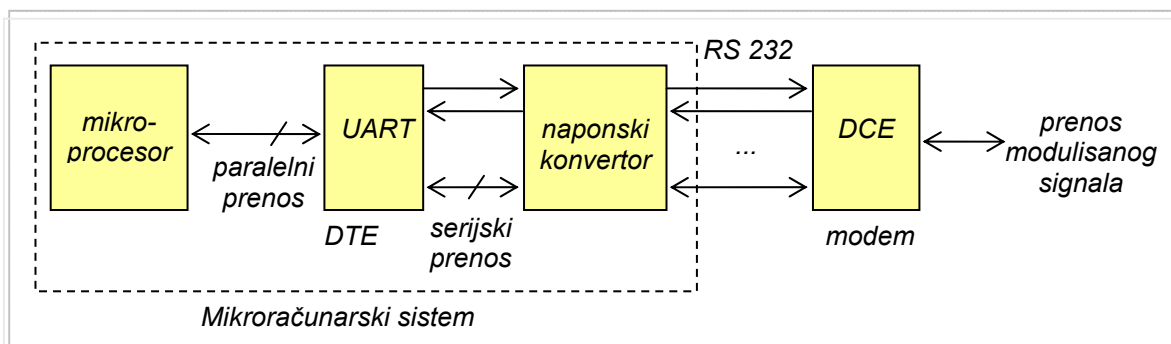 RS 232
mikro-
procesor
paralelni
prenos
UART
DTE
serijski
prenos
naponski
konvertor
...
DCE
modem
prenos
modulisanog
signala
Mikroračunarski sistem